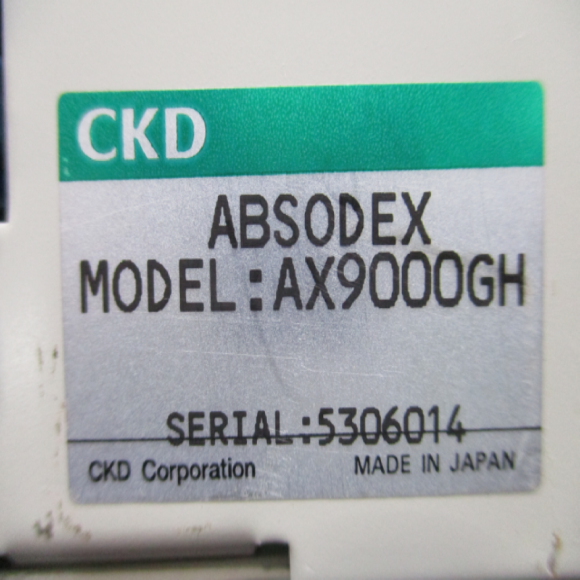 CKD
ABSODEX
MODEL:AX9000GH
SERIAL:5306014
CKD Corporation MADE IN JAPAN